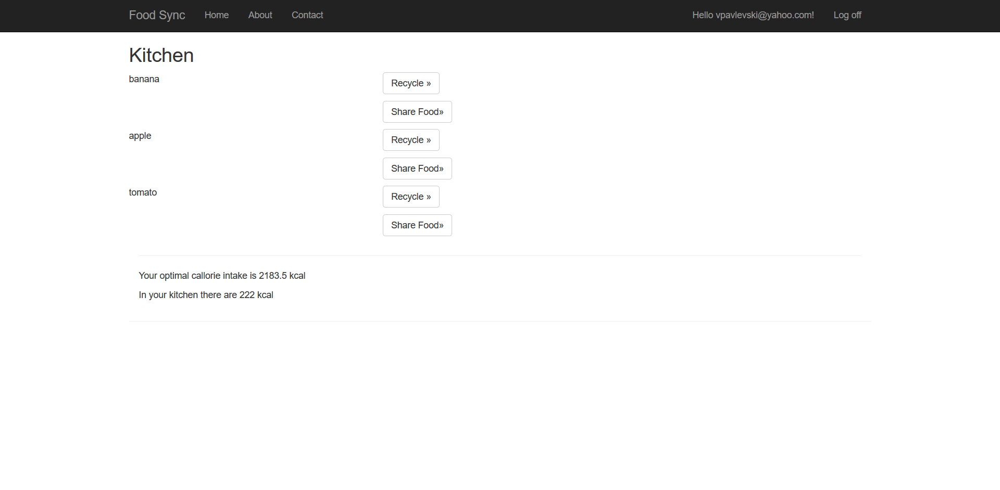 Food Sync Home About Contact Hello vpavlevski@yahoo.com! Log off
Kitchen
banana Recycle »
Share Food»
apple Recycle »
Share Food»
tomato Recycle »
Share Food»
Your optimal callorie intake is 2183.5 kcal
In your kitchen there are 222 kcal